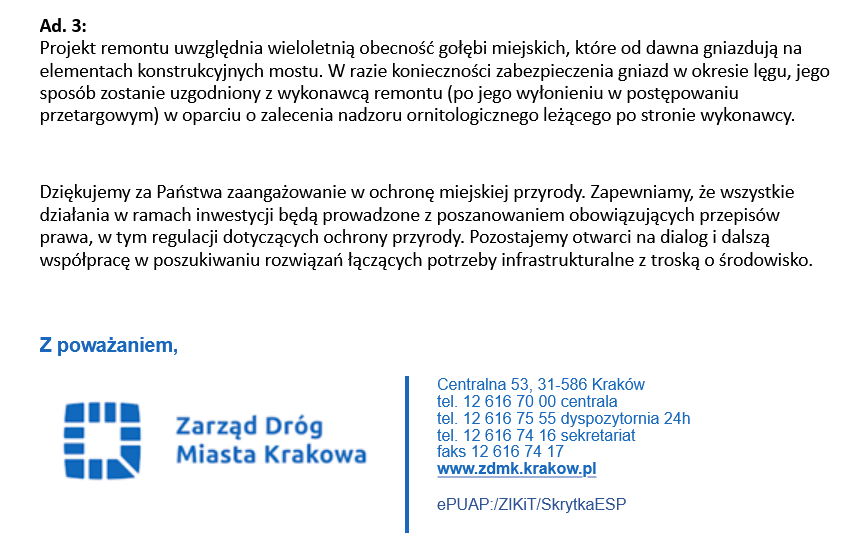 Ad. 3:
Projekt remontu uwzględnia wieloletnią obecność gołębi miejskich, które od dawna gniazdują na
elementach konstrukcyjnych mostu. W razie konieczności zabezpieczenia gniazd w okresie lęgu, jego
sposób zostanie uzgodniony z wykonawcą remontu (po jego wyłonieniu w postępowaniu
przetargowym) w oparciu o zalecenia nadzoru ornitologicznego leżącego po stronie wykonawcy.
Dziękujemy za Państwa zaangażowanie w ochronę miejskiej przyrody. Zapewniamy, że wszystkie
działania w ramach inwestycji będą prowadzone z poszanowaniem obowiązujących przepisów
prawa, w tym regulacji dotyczących ochrony przyrody. Pozostajemy otwarci na dialog i dalszą
współpracę w poszukiwaniu rozwiązań łączących potrzeby infrastrukturalne z troską o środowisko.
Z poważaniem,
Zarząd Dróg
Miasta Krakowa
Centralna 53, 31-586 Kraków
tel. 12 616 70 00 centrala
tel. 12 616 75 55 dyspozytornia 24h
tel. 12 616 74 16 sekretariat
faks 12 616 74 17
www.zdmk.krakow.pl
ePUAP:/ZIKiT/SkrytkaESP